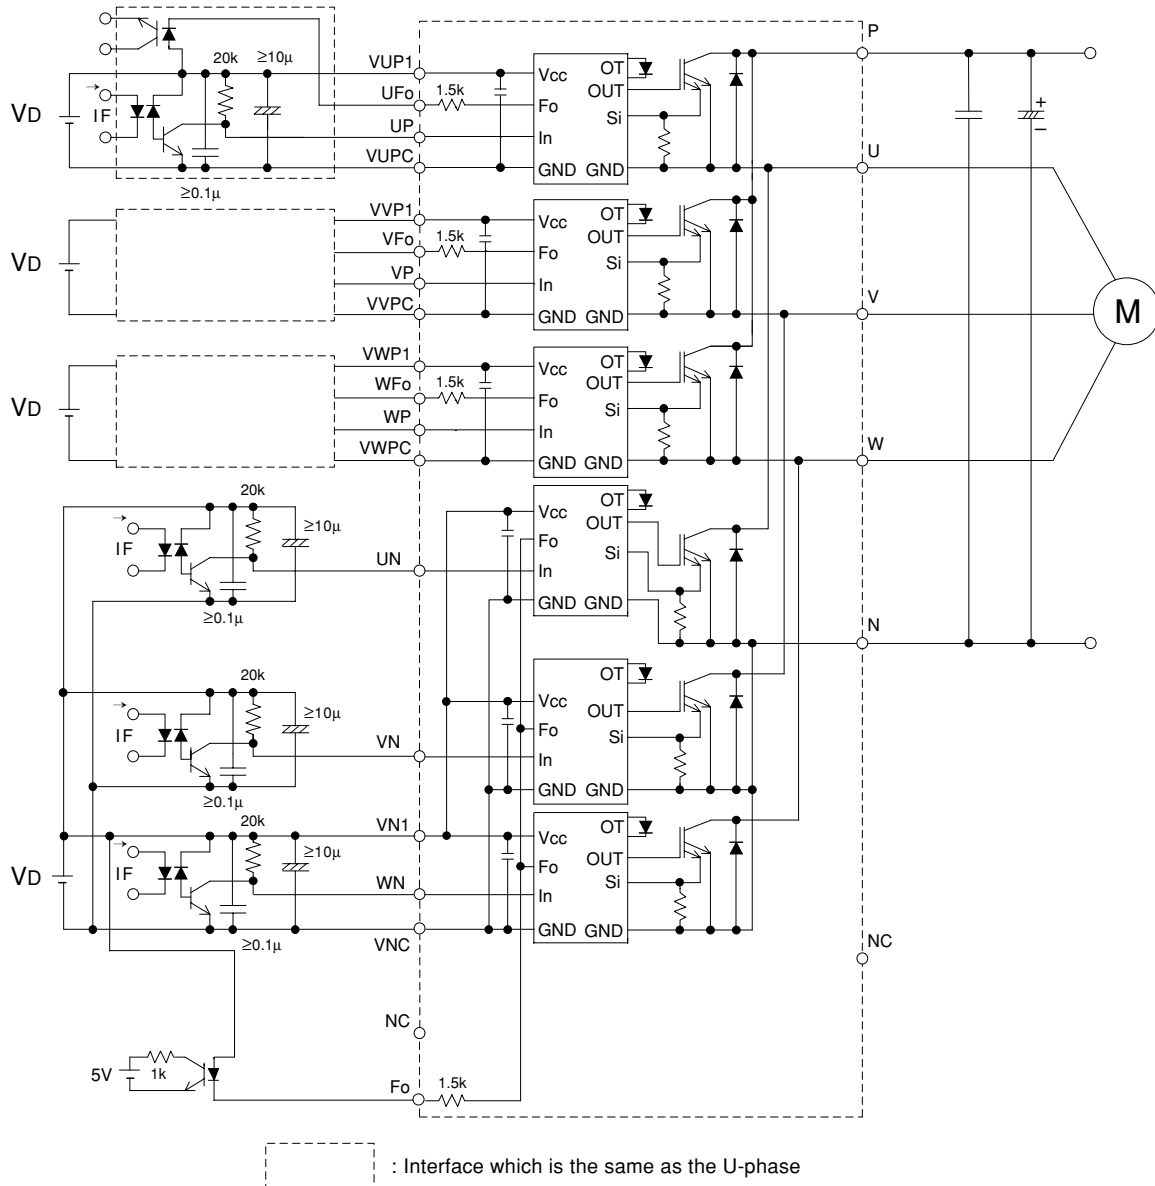 P
20k
≥10μ
VUP1
OT
Vcc
OUT
UFo
1.5k
Fo
VD
IF
Si
+
–
UP
In
VUPC
U
GND
GND
≥0.1μ
VVP1
Vcc
OT
OUT
VFo
1.5k
Fo
VD
Si
VP
In
VVPC
V
GND
GND
M
VWP1
Vcc
OT
OUT
WFo
1.5k
Fo
VD
Si
WP
In
VWPC
W
GND
GND
20k
≥10μ
OT
Vcc
OUT
Fo
IF
Si
UN
In
GND
GND
≥0.1μ
N
20k
≥10μ
OT
Vcc
OUT
Fo
IF
Si
VN
In
GND
GND
≥0.1μ
20k
VN1
OT
Vcc
≥10μ
OUT
Fo
VD
IF
Si
WN
In
GND
GND
≥0.1μ
VNC
NC
NC
5V
1k
Fo
1.5k
: Interface which is the same as the U-phase